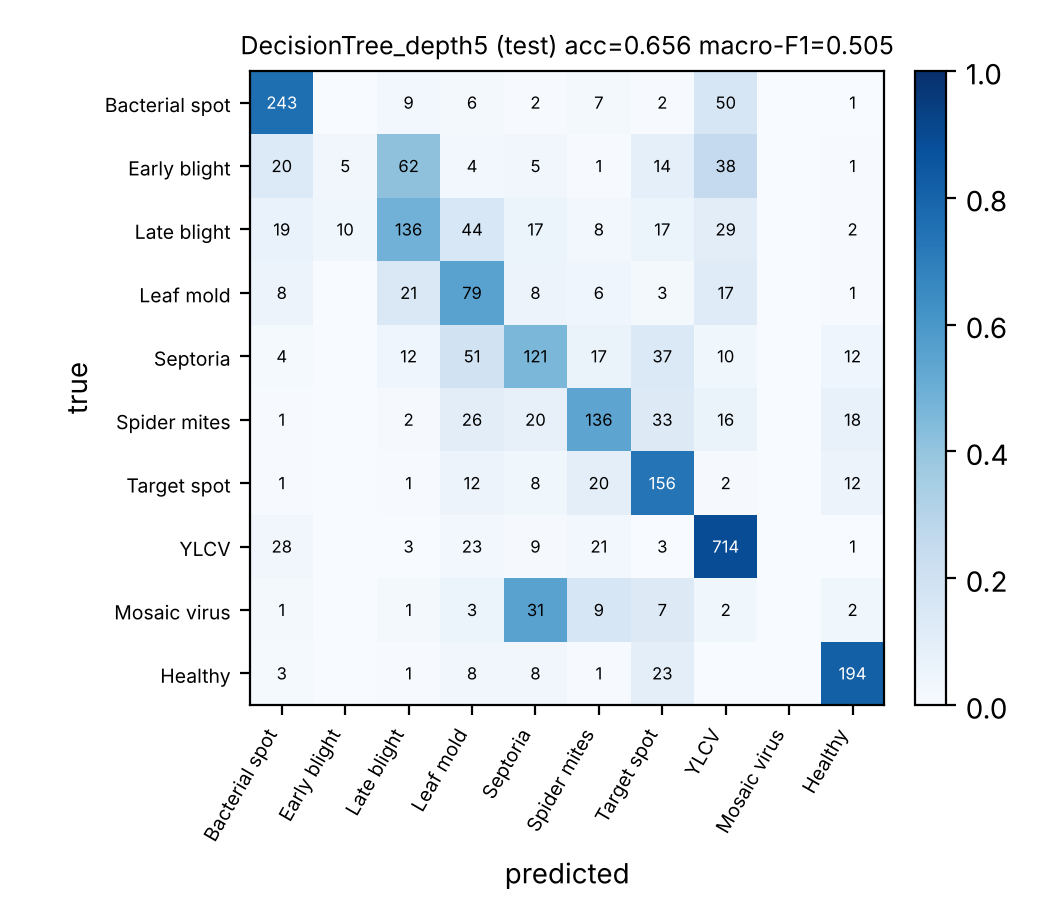 DecisionTree_depth5 (test) acc=0.656 macro-F1=0.505
Bacterial spot 243 9 6 2 7 2 50 1
Early blight 20 5 62 4 5 1 14 38 1
Late blight 19 10 136 44 17 8 17 29 2
Leaf mold 8 21 79 8 6 3 17 1
Septoria 4 12 51 121 17 37 10 12
Spider mites 1 2 26 20 136 33 16 18
Target spot 1 1 12 8 20 156 2 12
YLCV 28 3 23 9 21 3 714 1
Mosaic virus 1 1 3 31 9 7 2 2
Healthy 3 1 8 8 1 23 194
true
Bacterial spot Early blight Late blight Leaf mold Septoria Spider mites Target spot YLCV Mosaic virus Healthy
predicted
1.0
0.8
0.6
0.4
0.2
0.0